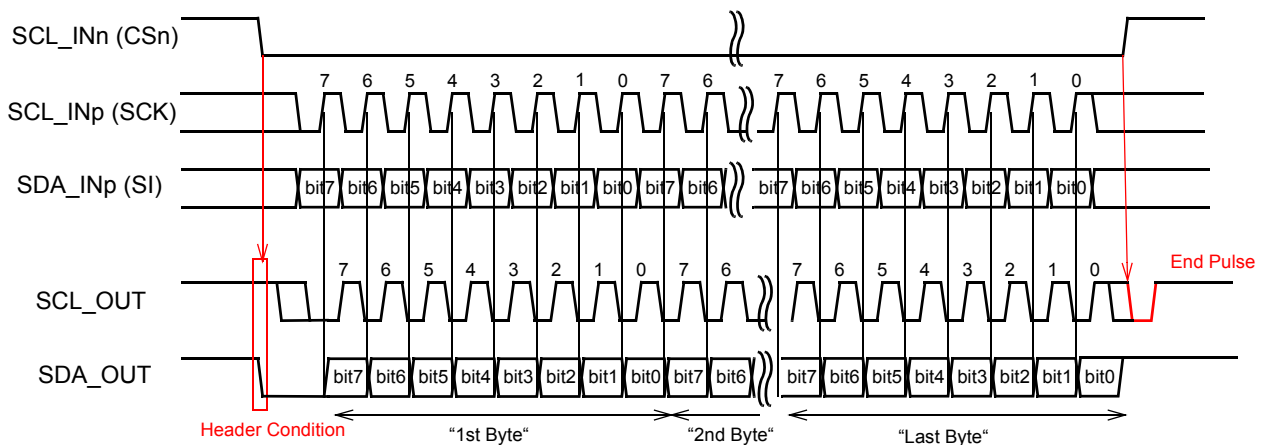 SCL_INn (CSn)
7 6 5 4 3 2 1 0 7 6 7 6 5 4 3 2 1 0
SCL_INp (SCK)
SDA_INp (SI)
bit7 bit6 bit5 bit4 bit3 bit2 bit1 bit0 bit7 bit6 bit7 bit6 bit5 bit4 bit3 bit2 bit1 bit0
7 6 5 4 3 2 1 0 7 6 7 6 5 4 3 2 1 0
End Pulse
SCL_OUT
SDA_OUT
bit7 bit6 bit5 bit4 bit3 bit2 bit1 bit0 bit7 bit6 bit7 bit6 bit5 bit4 bit3 bit2 bit1 bit0
Header Condition
“1st Byte“
“2nd Byte“
“Last Byte“